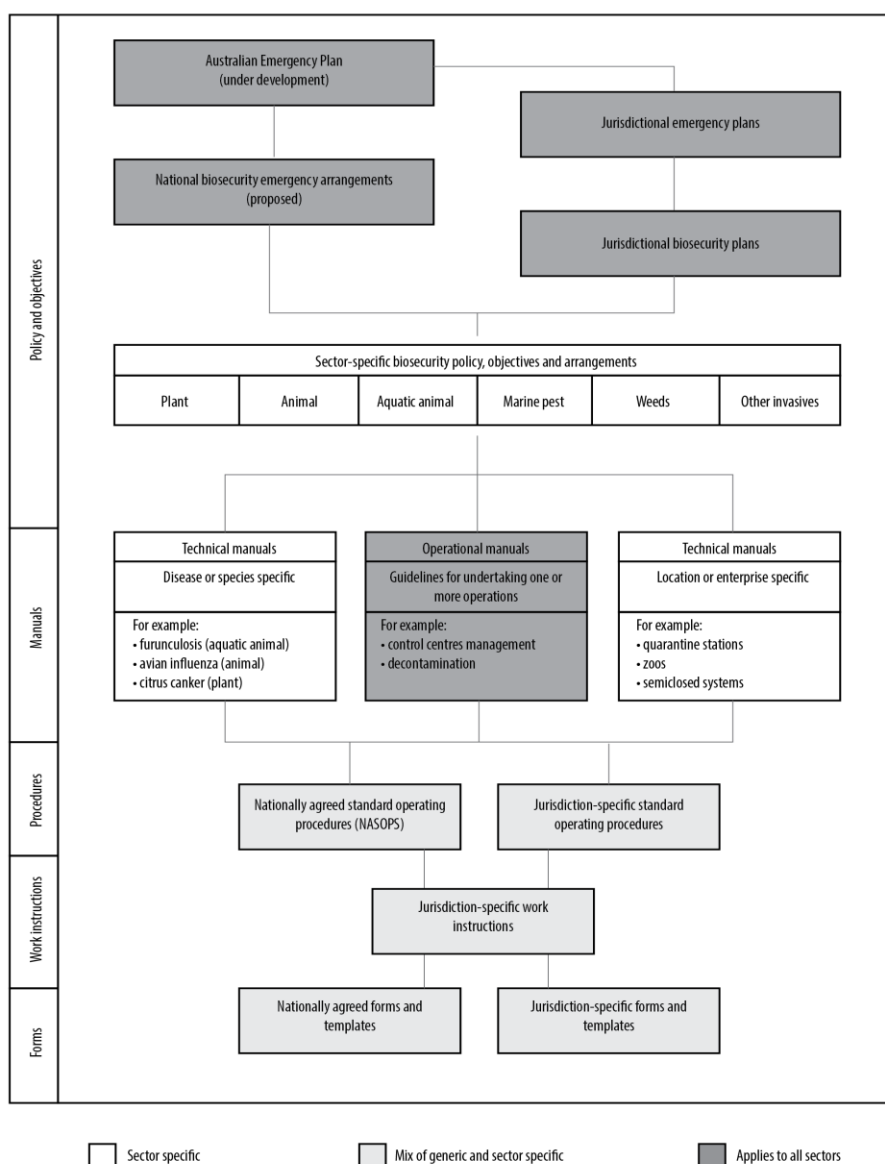 Australian Emergency Plan
(under development)
Jurisdictional emergency plans
National biosecurity emergency arrangements
(proposed)
Jurisdictional biosecurity plans
Policy and objectives
Sector-specific biosecurity policy, objectives and arrangements
Plant
Animal
Aquatic animal
Marine pest
Weeds
Other invasives
Manuals
Technical manuals
Disease or species specific
For example:
• furunculosis (aquatic animal)
• avian influenza (animal)
• citrus canker (plant)
Operational manuals
Guidelines for undertaking one or
more operations
For example:
• control centres management
• decontamination
Technical manuals
Location or enterprise specific
For example:
• quarantine stations
• zoos
• semiclosed systems
Procedures
Nationally agreed standard operating
procedures (NASOPS)
Jurisdiction-specific standard
operating procedures
Work instructions
Jurisdiction-specific work
instructions
Forms
Nationally agreed forms and
templates
Jurisdiction-specific forms and
templates
Sector specific
Mix of generic and sector specific
Applies to all sectors